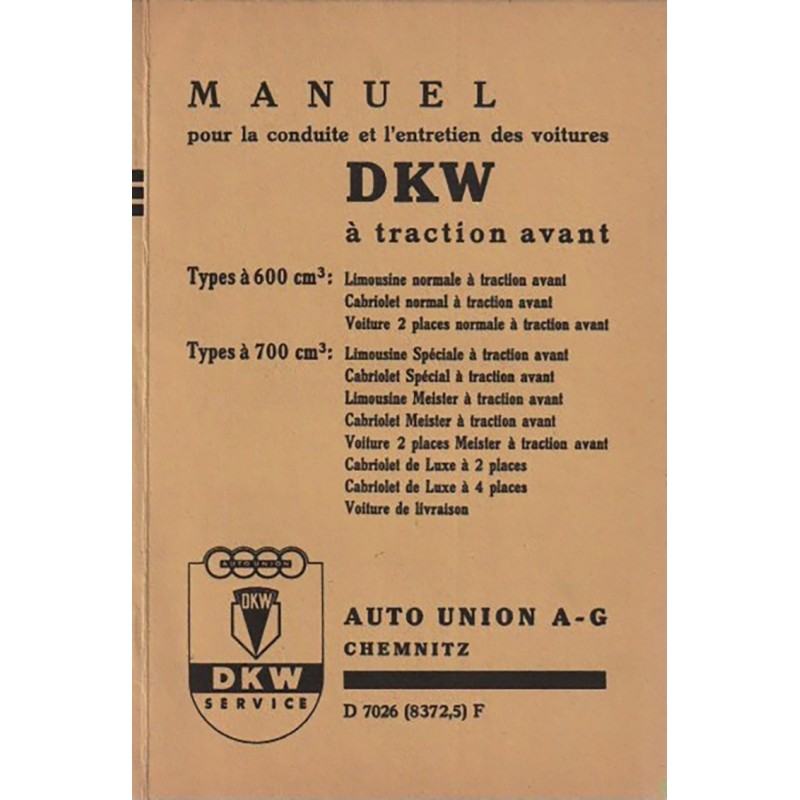 MANUEL
pour la conduite et l'entretien des voitures
DKW
à traction avant
Types à 600 cm³: Limousine normale à traction avant
Cabriolet normal à traction avant
Voiture 2 places normale à traction avant
Types à 700 cm³: Limousine Spéciale à traction avant
Cabriolet Spécial à traction avant
Limousine Meister à traction avant
Cabriolet Meister à traction avant
Voiture 2 places Meister à traction avant
Cabriolet de Luxe à 2 places
Cabriolet de Luxe à 4 places
Voiture de livraison
AUTO UNION
DKW
DKW
SERVICE
AUTO UNION A-G
CHEMNITZ
D 7026 (8372,5) F